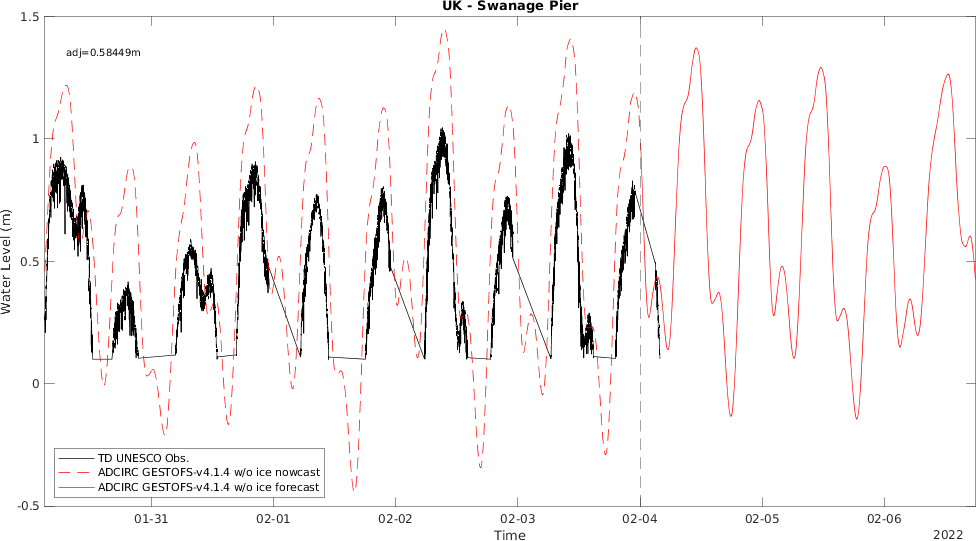 UK - Swanage Pier
adj=0.58449m
Water Level (m)
1.5
1
0.5
0
-0.5
TD UNESCO Obs.
ADCIRC GESTOFS-v4.1.4 w/o ice nowcast
ADCIRC GESTOFS-v4.1.4 w/o ice forecast
01-31 02-01 02-02 02-03 02-04 02-05 02-06
Time
2022